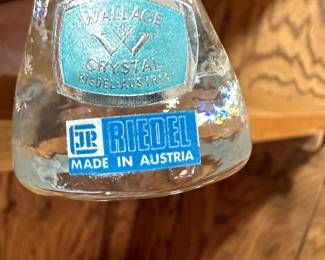 WALLACE
CRYSTAL
RIEDEL-AUSTRIA
RIEDEL
MADE IN AUSTRIA